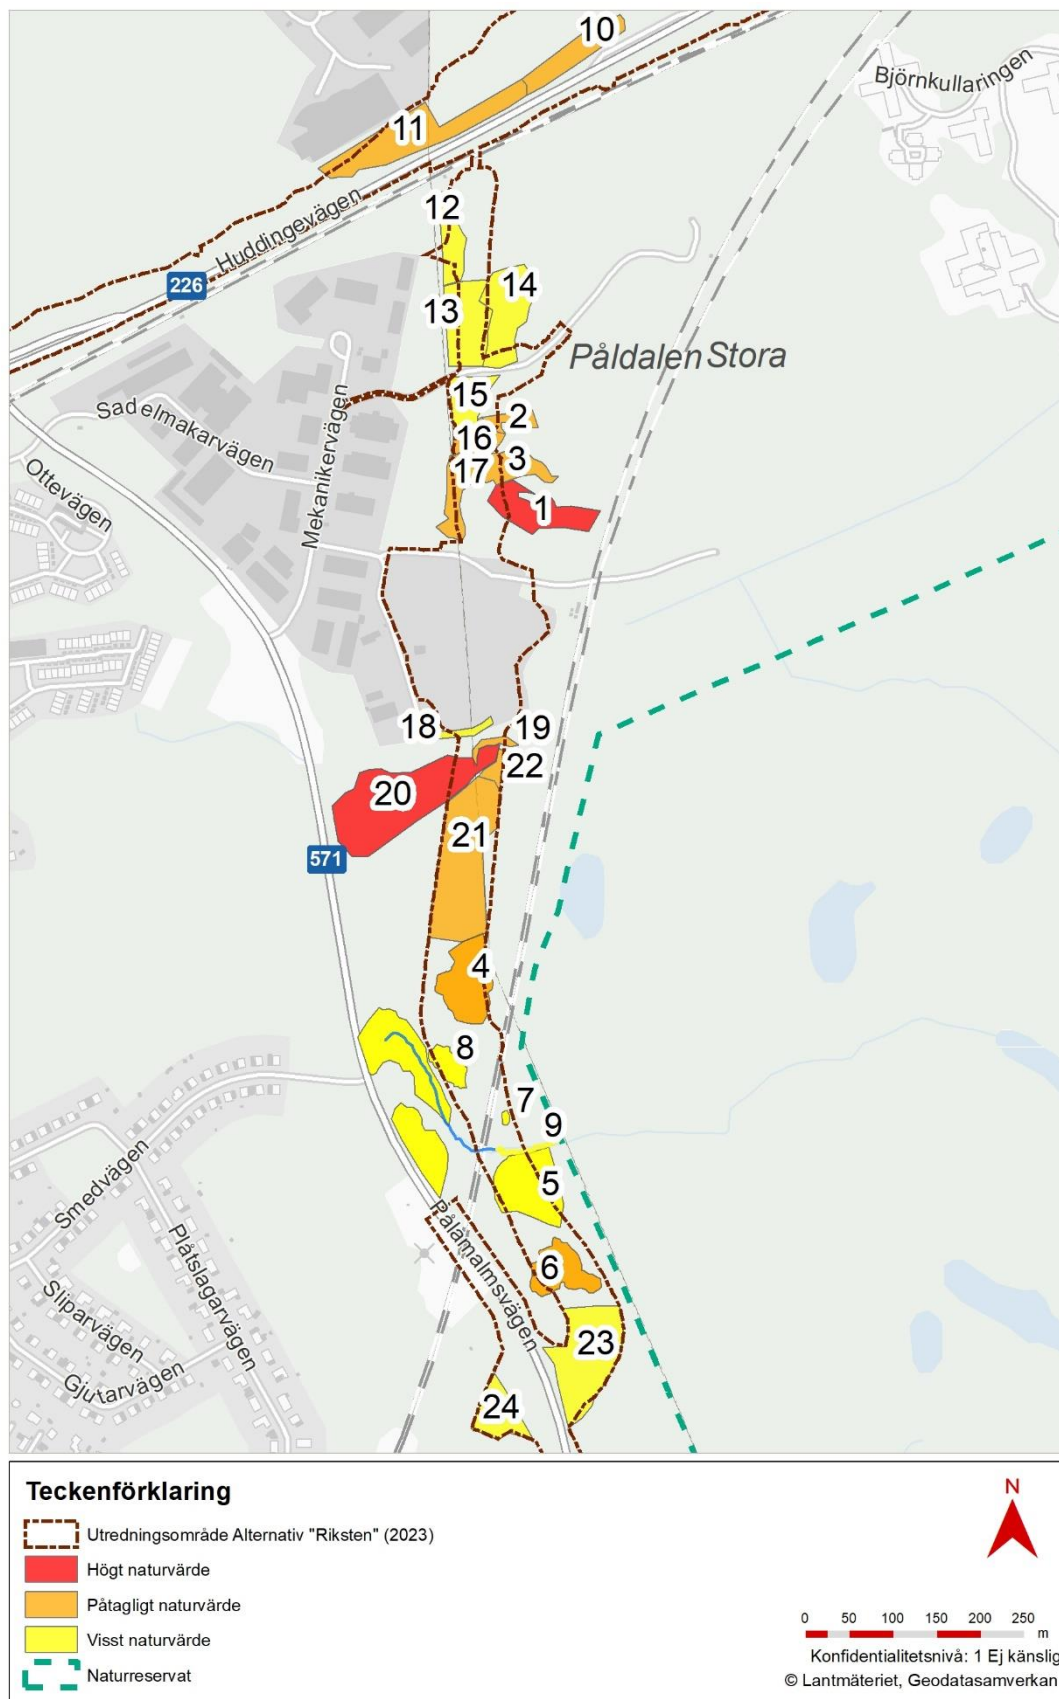 10
Björnkullaringen
11
12
Huddingevägen
226
14
13
Påldalen Stora
15
2
Sadelmakarvägen
16
3
17
Mekanikervägen
Ottevägen
1
18
19
22
20
21
571
4
8
7
9
5
Smedvägen
Pålamalmsvägen
Plåtslagarvägen
6
Sliparvägen
23
Gjutarvägen
24
Teckenförklaring
Utredningsområde Alternativ "Riksten" (2023)
Högt naturvärde
Påtagligt naturvärde
Visst naturvärde
Naturreservat
N
0 50 100 150 200 250
m
Konfidentialitetsnivå: 1 Ej känslig
© Lantmäteriet, Geodatasamverkan